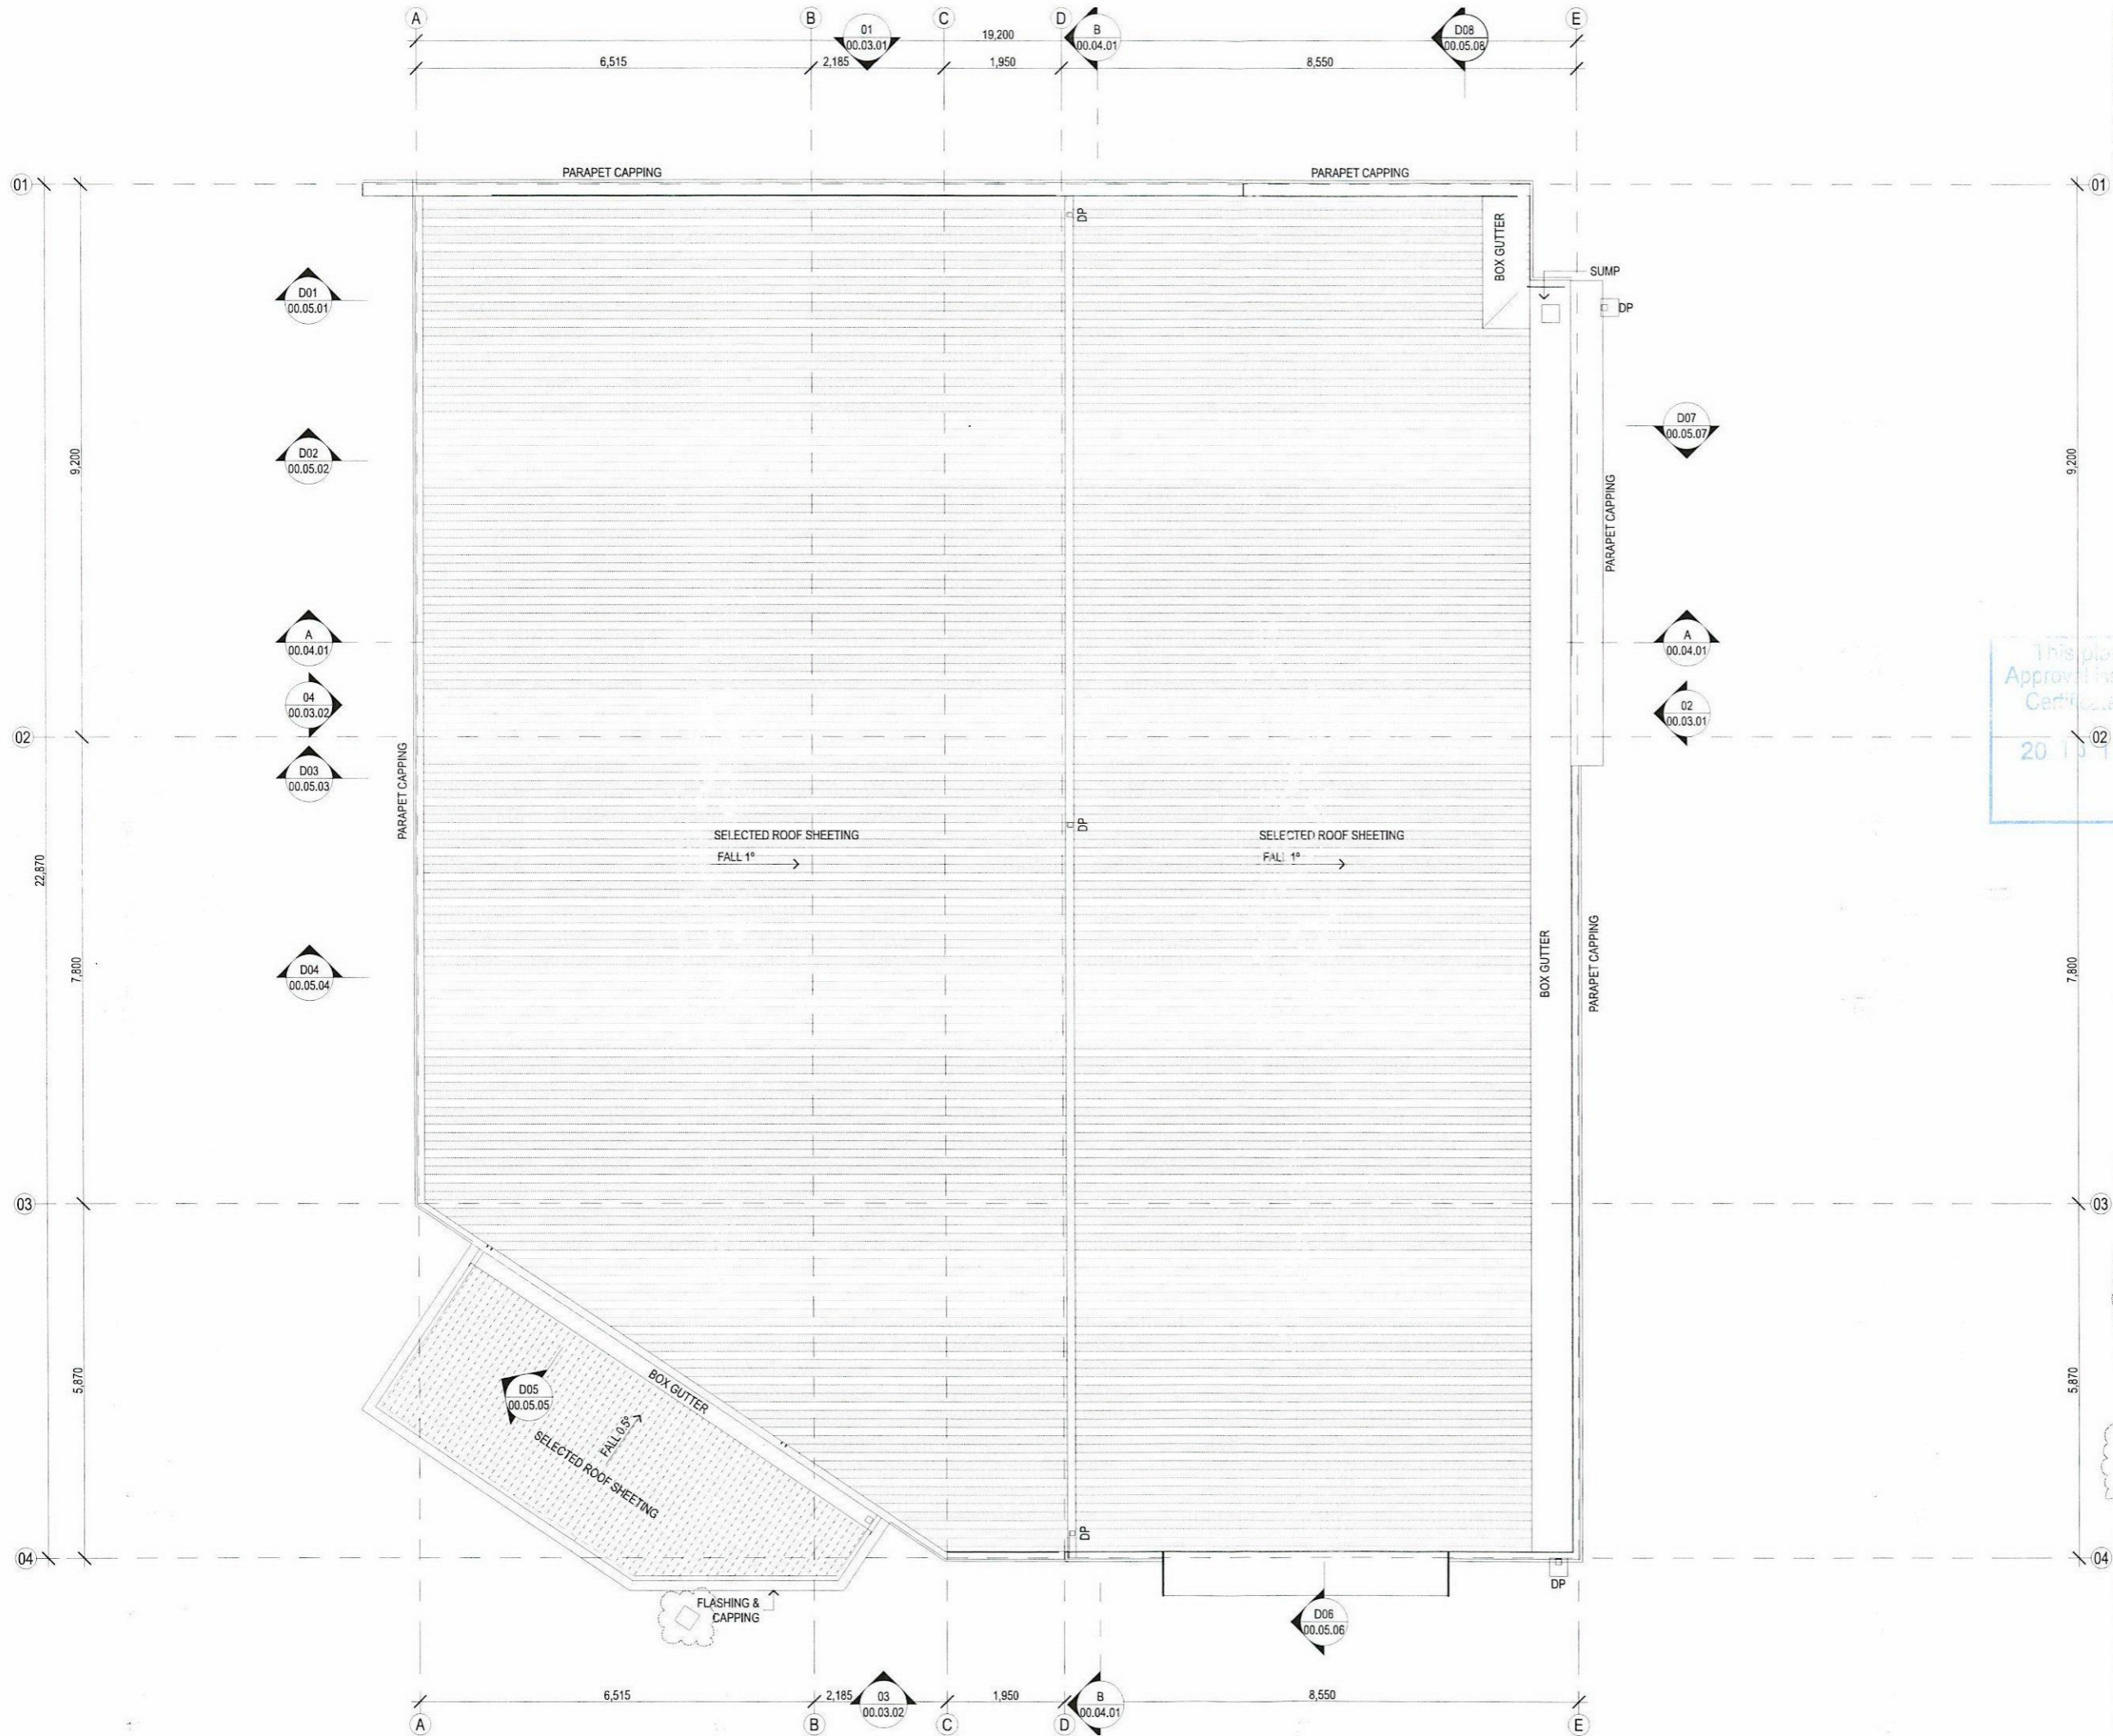 A
B
C
D
E
01
00.03.01
19,200
B
00.04.01
D08
00.05.08
6,515
2,185
1,950
8,550
PARAPET CAPPING
PARAPET CAPPING
01
01
DP
BOX GUTTER
SUMP
DP
D01
00.05.01
D07
00.05.07
D02
00.05.02
9,200
9,200
PARAPET CAPPING
A
00.04.01
A
00.04.01
04
00.03.02
02
00.03.01
Approval
20
02
02
D03
00.05.03
PARAPET CAPPING
SELECTED ROOF SHEETING
FALL 1°
DP
SELECTED ROOF SHEETING
FALL 1°
22,870
7,800
D04
00.05.04
BOX GUTTER
PARAPET CAPPING
7,800
03
03
5,870
D05
00.05.05
BOX GUTTER
FALL 0.5°
SELECTED ROOF SHEETING
5,870
DP
04
04
DP
FLASHING &
CAPPING
D06
00.05.06
6,515
2,185
03
00.03.02
1,950
B
00.04.01
8,550
A
B
C
D
E